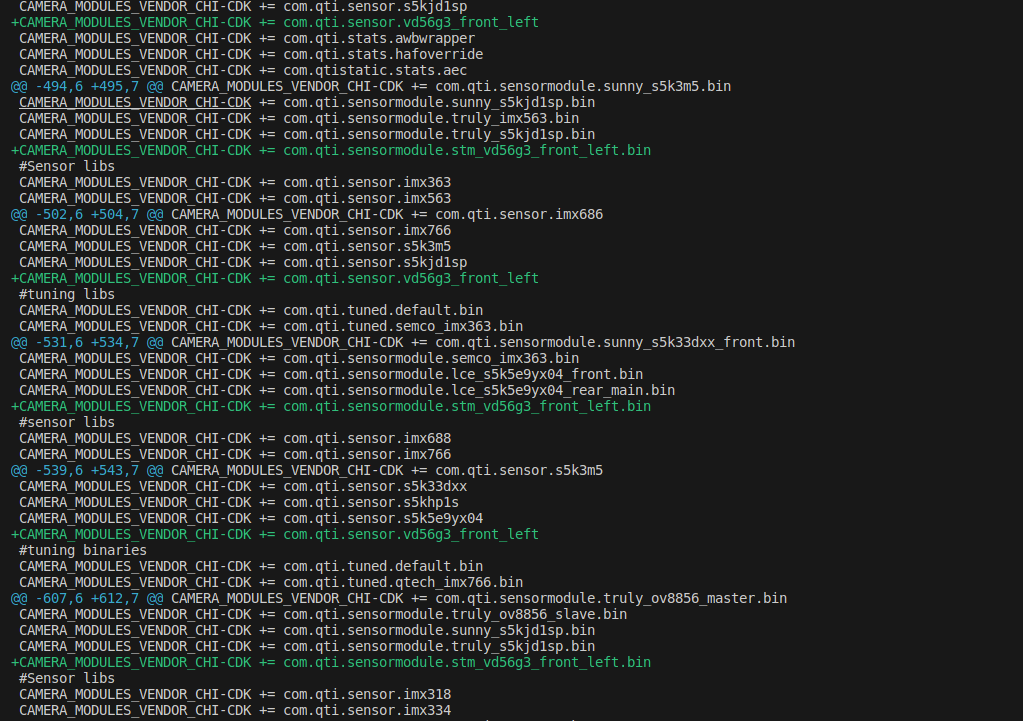 CAMERA_MODULES_VENDOR_CHI-CDK += com.qti.sensor.s5kjd1sp
+CAMERA_MODULES_VENDOR_CHI-CDK += com.qti.sensor.vd56g3_front_left
 CAMERA_MODULES_VENDOR_CHI-CDK += com.qti.stats.awbwrapper
 CAMERA_MODULES_VENDOR_CHI-CDK += com.qti.stats.hafoverride
 CAMERA_MODULES_VENDOR_CHI-CDK += com.qtistatic.stats.aec
@@ -494,6 +495,7 @@ CAMERA_MODULES_VENDOR_CHI-CDK += com.qti.sensormodule.sunny_s5k3m5.bin
 CAMERA_MODULES_VENDOR_CHI-CDK += com.qti.sensormodule.sunny_s5kjd1sp.bin
 CAMERA_MODULES_VENDOR_CHI-CDK += com.qti.sensormodule.truly_imx563.bin
 CAMERA_MODULES_VENDOR_CHI-CDK += com.qti.sensormodule.truly_s5kjd1sp.bin
+CAMERA_MODULES_VENDOR_CHI-CDK += com.qti.sensormodule.stm_vd56g3_front_left.bin
 #Sensor libs
 CAMERA_MODULES_VENDOR_CHI-CDK += com.qti.sensor.imx363
 CAMERA_MODULES_VENDOR_CHI-CDK += com.qti.sensor.imx563
@@ -502,6 +504,7 @@ CAMERA_MODULES_VENDOR_CHI-CDK += com.qti.sensor.imx686
 CAMERA_MODULES_VENDOR_CHI-CDK += com.qti.sensor.imx766
 CAMERA_MODULES_VENDOR_CHI-CDK += com.qti.sensor.s5k3m5
 CAMERA_MODULES_VENDOR_CHI-CDK += com.qti.sensor.s5kjd1sp
+CAMERA_MODULES_VENDOR_CHI-CDK += com.qti.sensor.vd56g3_front_left
 #tuning libs
 CAMERA_MODULES_VENDOR_CHI-CDK += com.qti.tuned.default.bin
 CAMERA_MODULES_VENDOR_CHI-CDK += com.qti.tuned.semco_imx363.bin
@@ -531,6 +534,7 @@ CAMERA_MODULES_VENDOR_CHI-CDK += com.qti.sensormodule.sunny_s5k33dxx_front.bin
 CAMERA_MODULES_VENDOR_CHI-CDK += com.qti.sensormodule.semco_imx363.bin
 CAMERA_MODULES_VENDOR_CHI-CDK += com.qti.sensormodule.lce_s5k5e9yx04_front.bin
 CAMERA_MODULES_VENDOR_CHI-CDK += com.qti.sensormodule.lce_s5k5e9yx04_rear_main.bin
+CAMERA_MODULES_VENDOR_CHI-CDK += com.qti.sensormodule.stm_vd56g3_front_left.bin
 #sensor libs
 CAMERA_MODULES_VENDOR_CHI-CDK += com.qti.sensor.imx688
 CAMERA_MODULES_VENDOR_CHI-CDK += com.qti.sensor.imx766
@@ -539,6 +543,7 @@ CAMERA_MODULES_VENDOR_CHI-CDK += com.qti.sensor.s5k3m5
 CAMERA_MODULES_VENDOR_CHI-CDK += com.qti.sensor.s5k33dxx
 CAMERA_MODULES_VENDOR_CHI-CDK += com.qti.sensor.s5khp1s
 CAMERA_MODULES_VENDOR_CHI-CDK += com.qti.sensor.s5k5e9yx04
+CAMERA_MODULES_VENDOR_CHI-CDK += com.qti.sensor.vd56g3_front_left
 #tuning binaries
 CAMERA_MODULES_VENDOR_CHI-CDK += com.qti.tuned.default.bin
 CAMERA_MODULES_VENDOR_CHI-CDK += com.qti.tuned.qtech_imx766.bin
@@ -607,6 +612,7 @@ CAMERA_MODULES_VENDOR_CHI-CDK += com.qti.sensormodule.truly_ov8856_master.bin
 CAMERA_MODULES_VENDOR_CHI-CDK += com.qti.sensormodule.truly_ov8856_slave.bin
 CAMERA_MODULES_VENDOR_CHI-CDK += com.qti.sensormodule.sunny_s5kjd1sp.bin
 CAMERA_MODULES_VENDOR_CHI-CDK += com.qti.sensormodule.truly_s5kjd1sp.bin
+CAMERA_MODULES_VENDOR_CHI-CDK += com.qti.sensormodule.stm_vd56g3_front_left.bin
 #Sensor libs
 CAMERA_MODULES_VENDOR_CHI-CDK += com.qti.sensor.imx318
 CAMERA_MODULES_VENDOR_CHI-CDK += com.qti.sensor.imx334